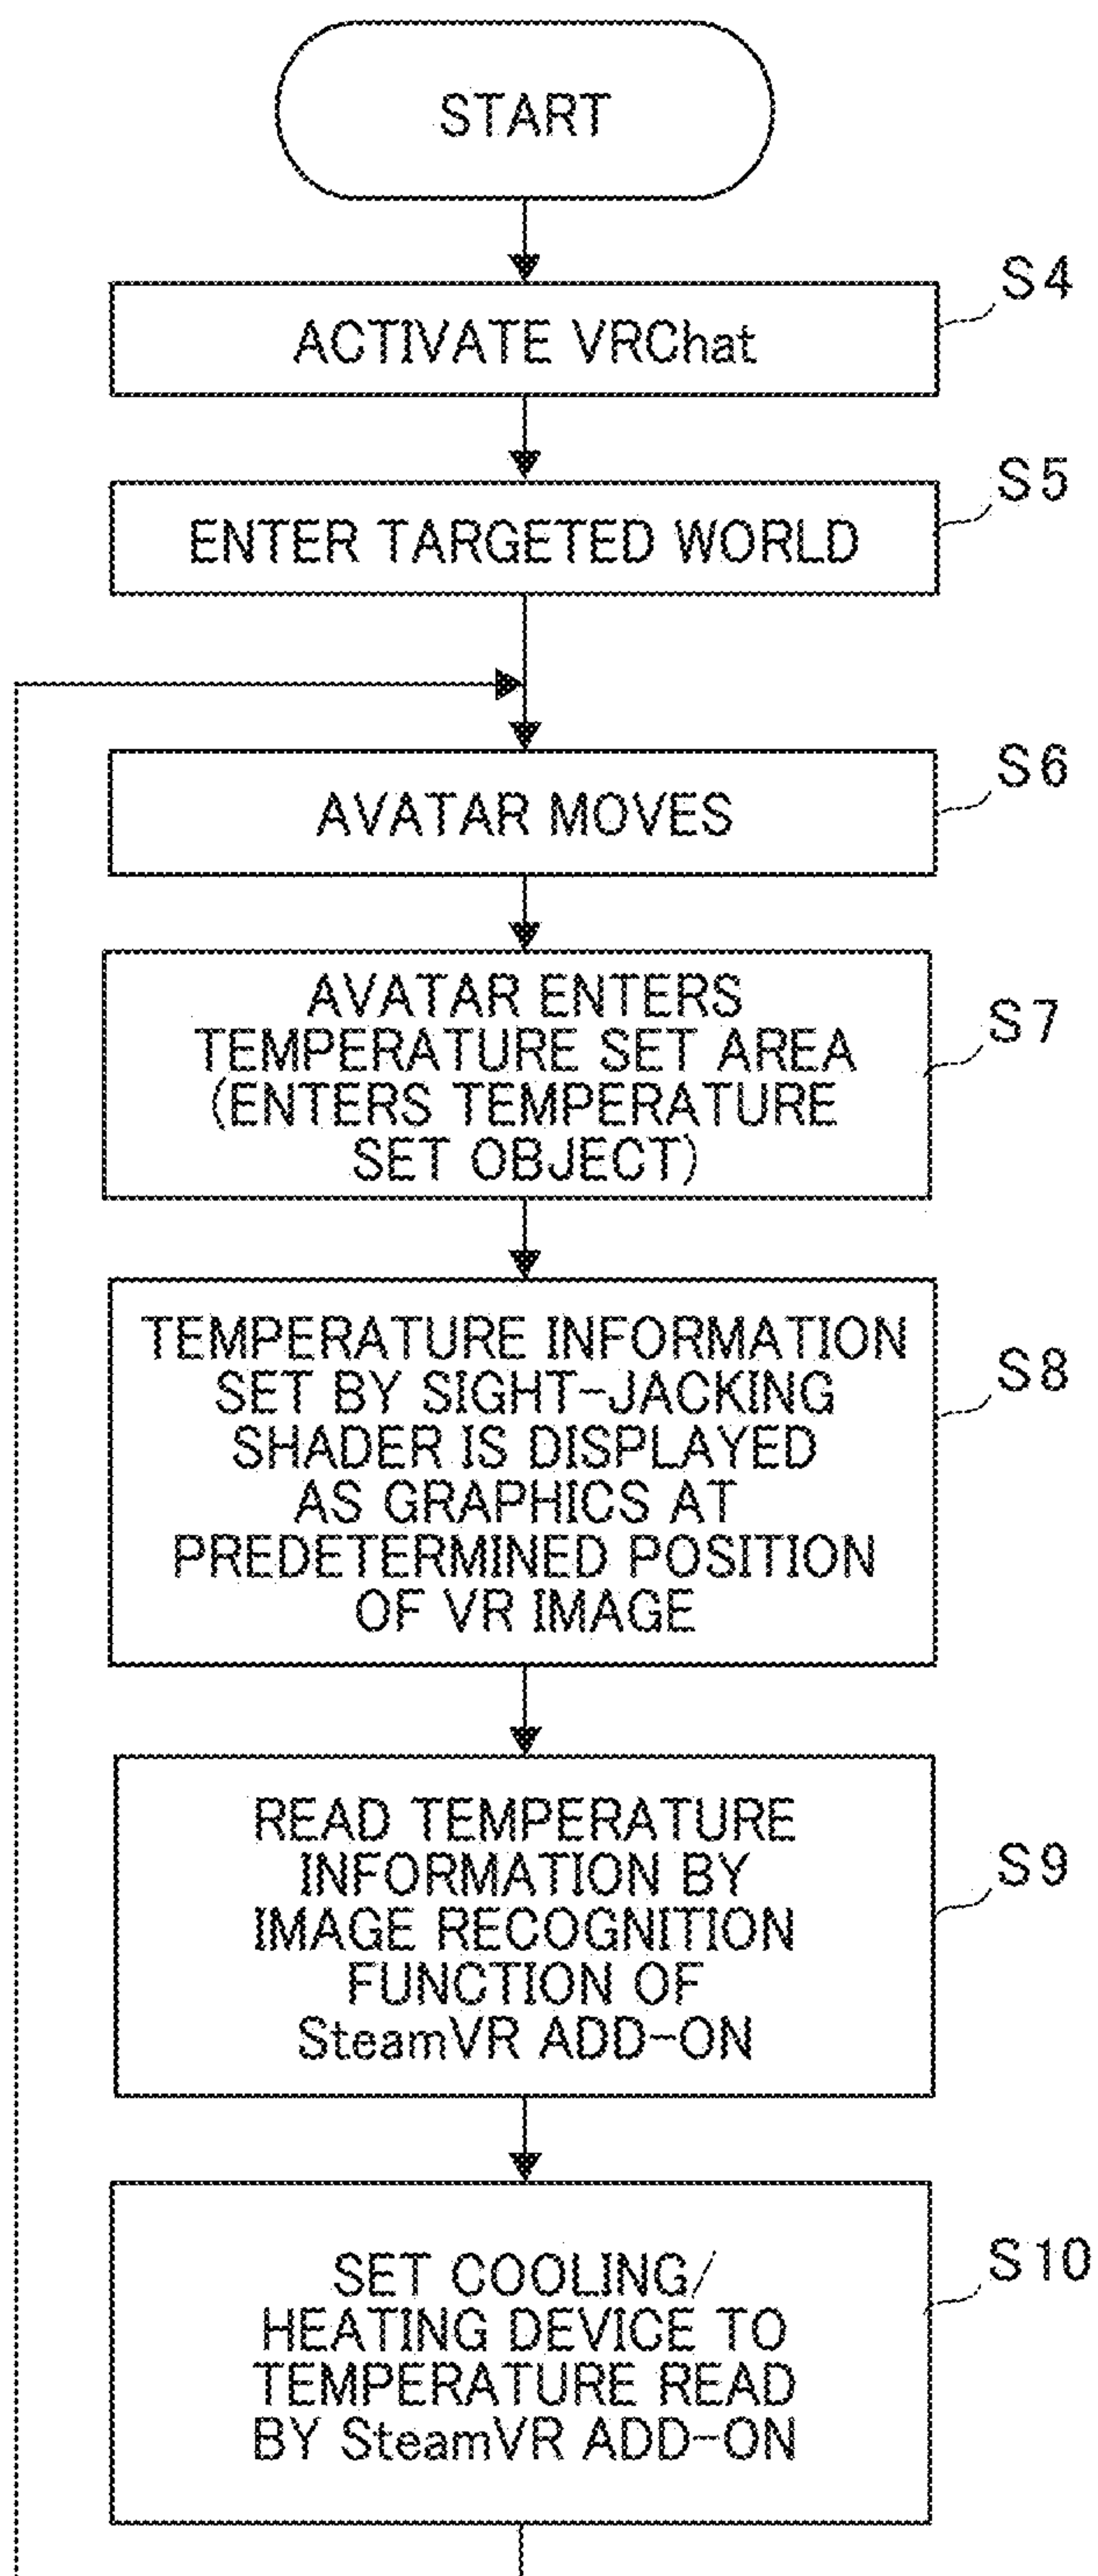 START
S4
ACTIVATE VRChat
S5
ENTER TARGETED WORLD
S6
AVATAR MOVES
S7
AVATAR ENTERS
TEMPERATURE SET AREA
(ENTERS TEMPERATURE
SET OBJECT)
S8
TEMPERATURE INFORMATION
SET BY SIGHT-JACKING
SHADER IS DISPLAYED
AS GRAPHICS AT
PREDETERMINED POSITION
OF VR IMAGE
S9
READ TEMPERATURE
INFORMATION BY
IMAGE RECOGNITION
FUNCTION OF
SteamVR ADD-ON
S10
SET COOLING/
HEATING DEVICE TO
TEMPERATURE READ
BY SteamVR ADD-ON